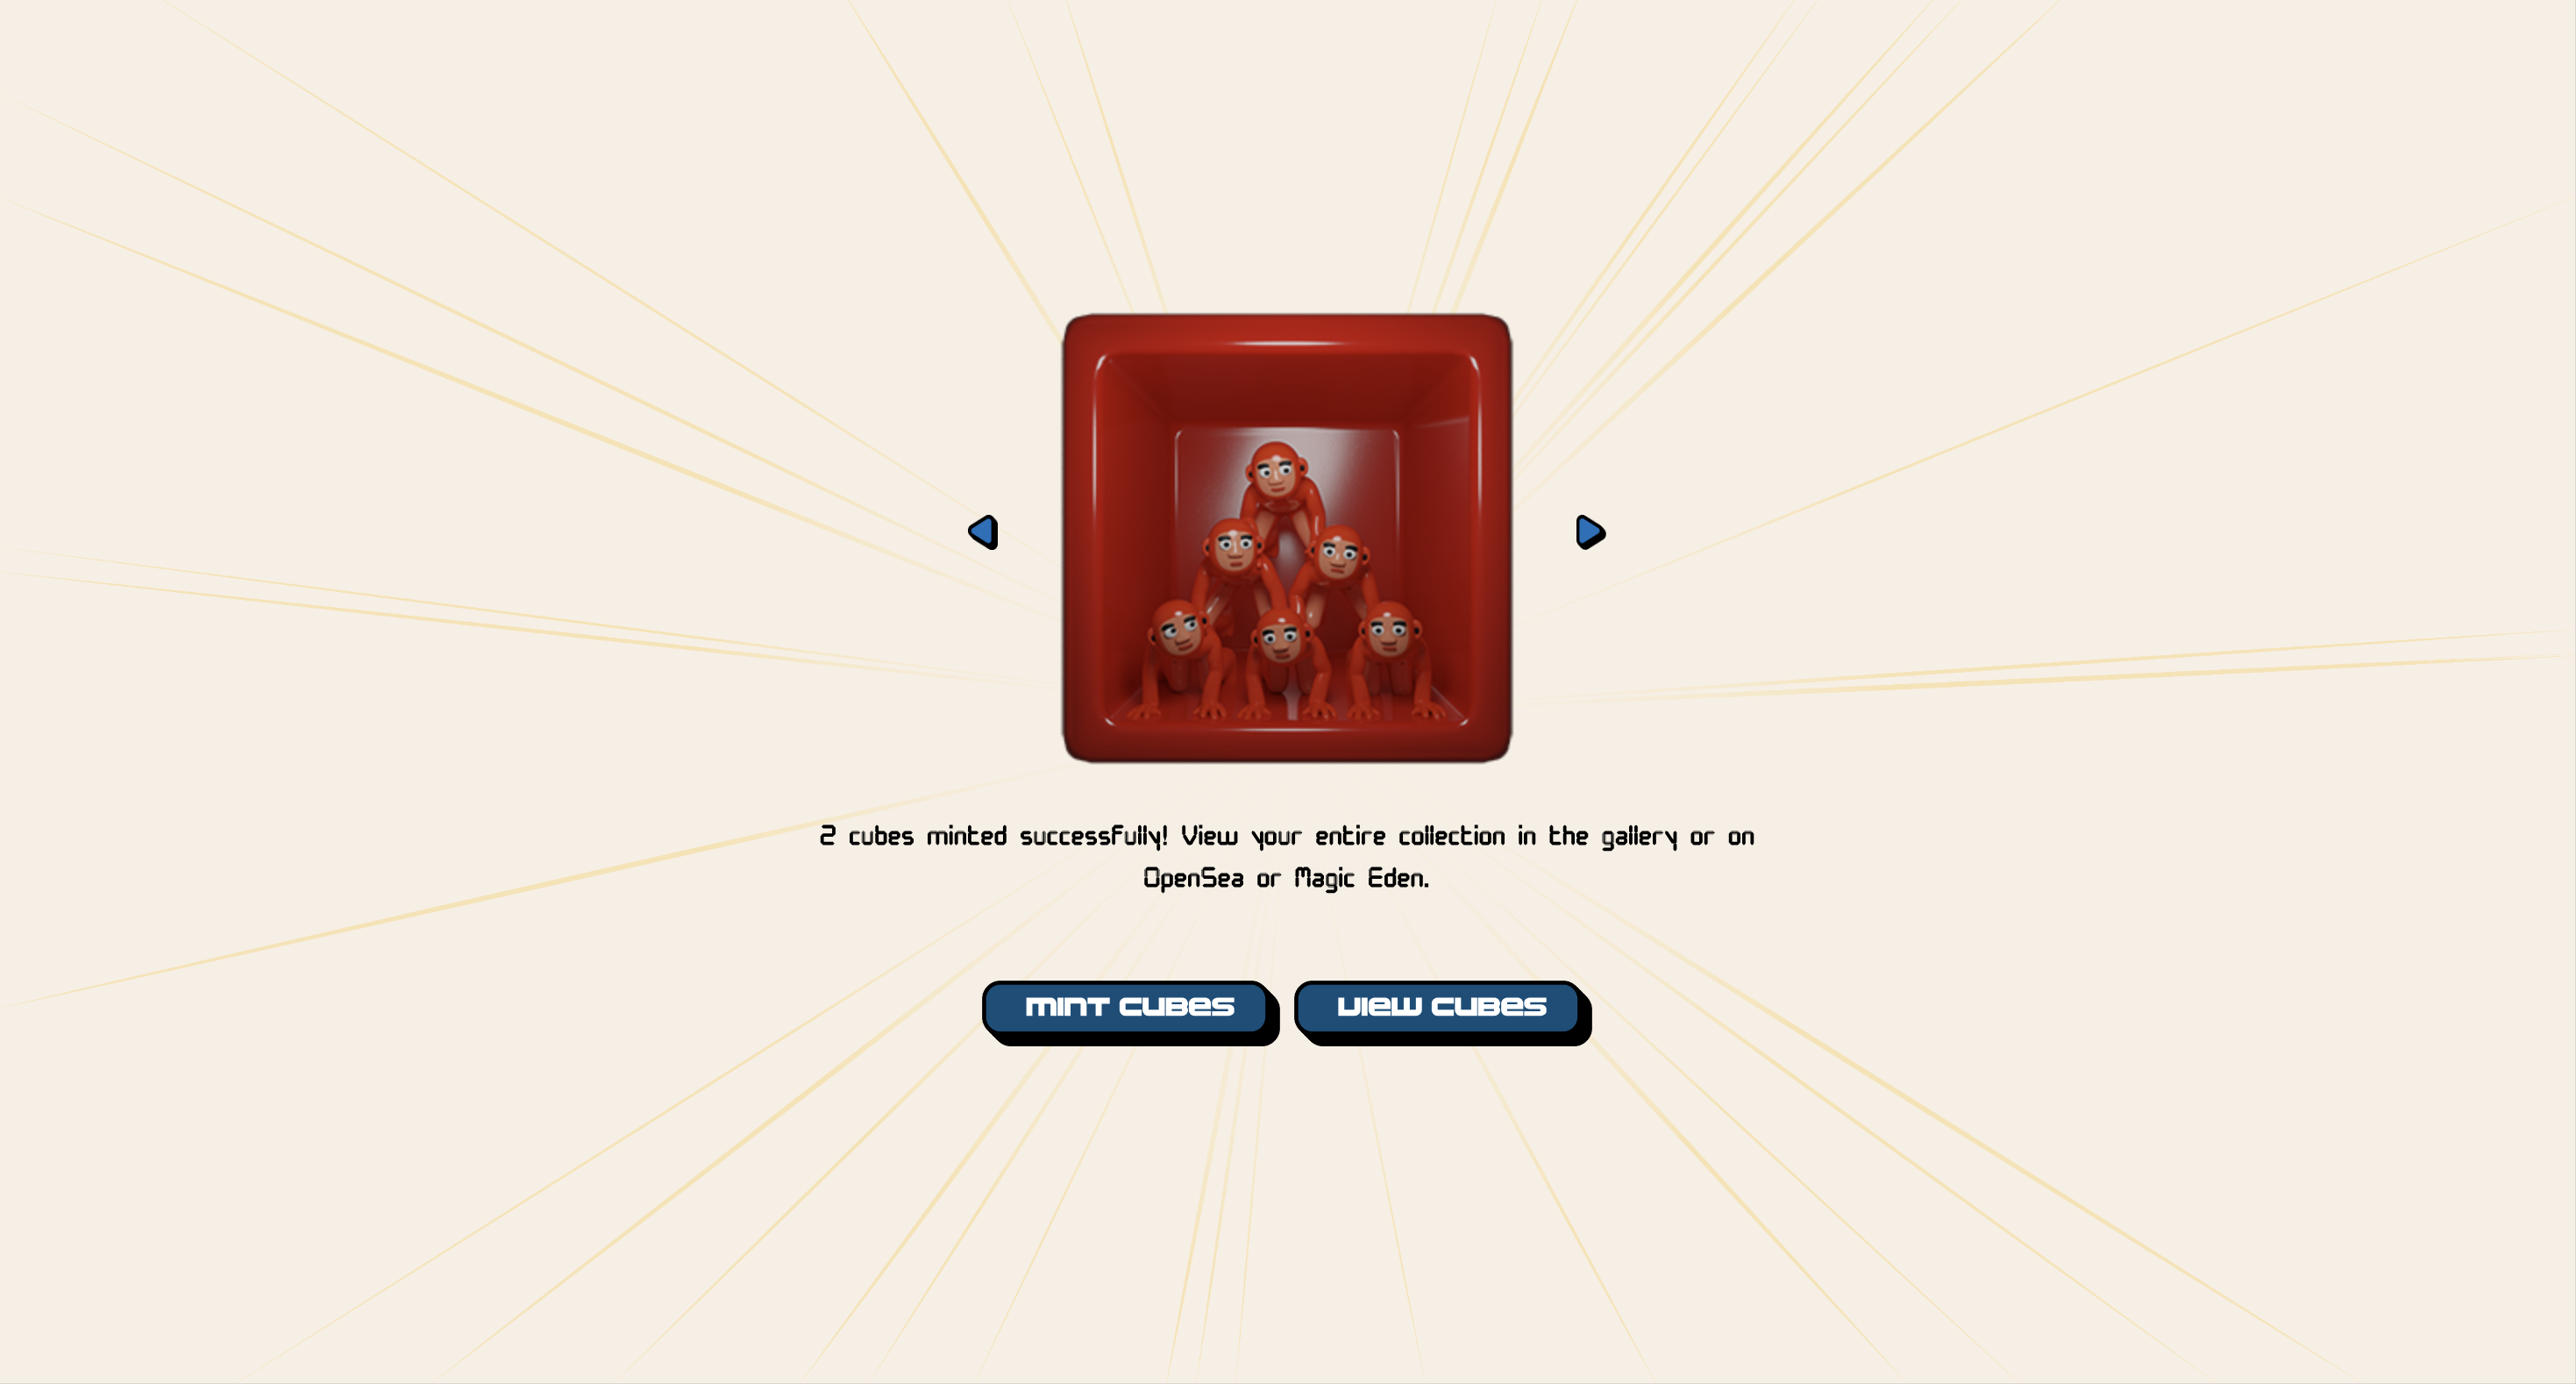 2 cubes minted successfully! View your entire collection in the gallery or on
OpenSea or Magic Eden.
MINT CUBES
VIEW CUBES